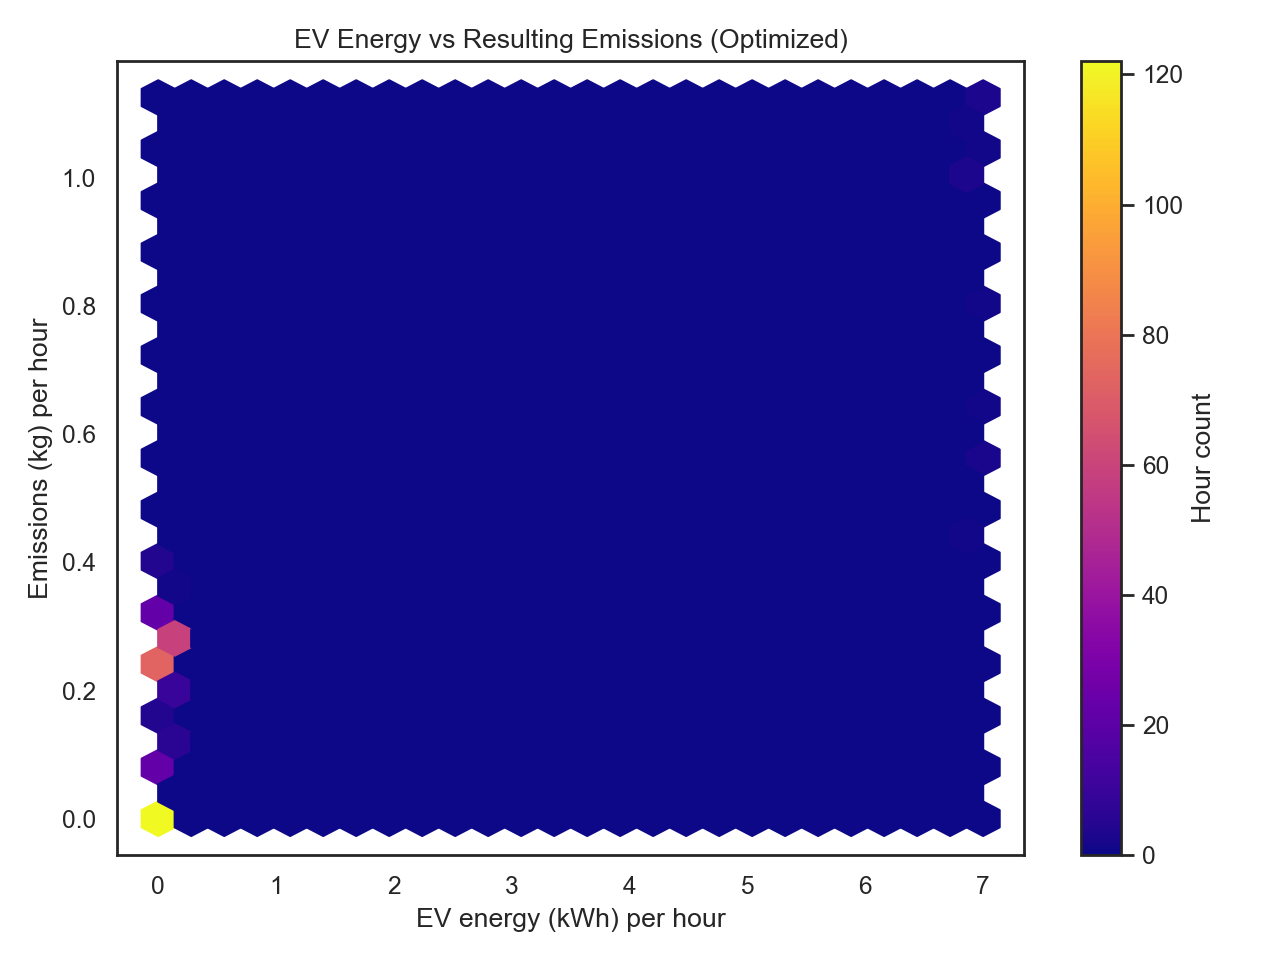 EV Energy vs Resulting Emissions (Optimized)
1.0
0.8
0.6
0.4
0.2
0.0
Emissions (kg) per hour
0 1 2 3 4 5 6 7
EV energy (kWh) per hour
120
100
80
60
40
20
0
Hour count